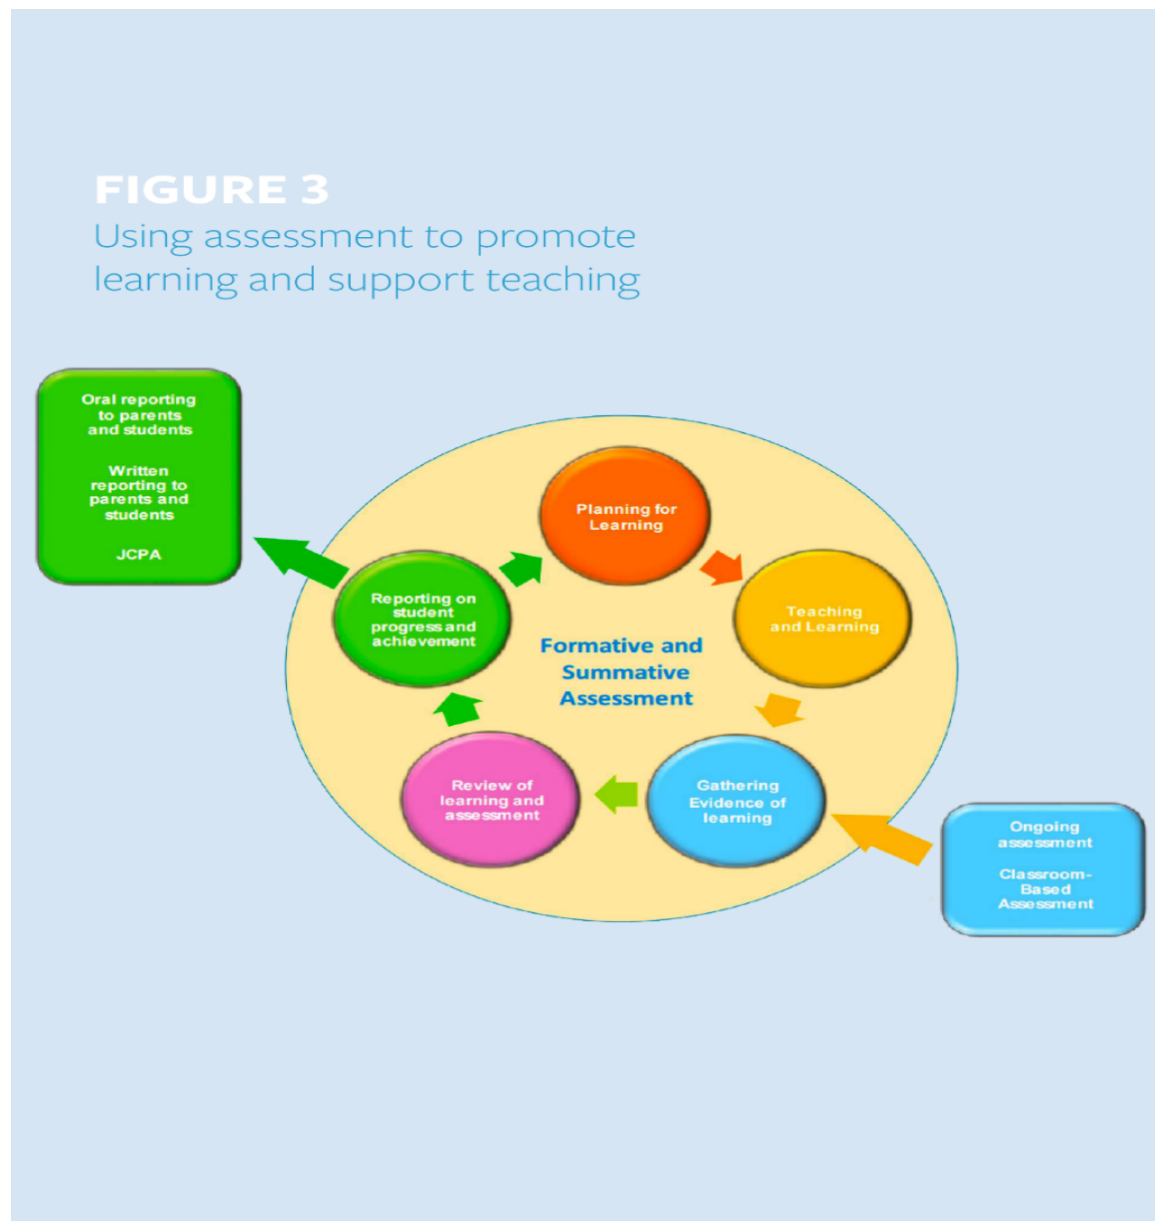 FIGURE 3
Using assessment to promote
learning and support teaching
Oral reporting
to parents
and students
Written
reporting to
parents and
students
JCPA
Planning for
Learning
Reporting on
student
progress and
achievement
Teaching
and Learning
Formative and
Summative
Assessment
Review of
learning and
assessment
Gathering
Evidence of
learning
Ongoing
assessment
Classroom-
Based
Assessment